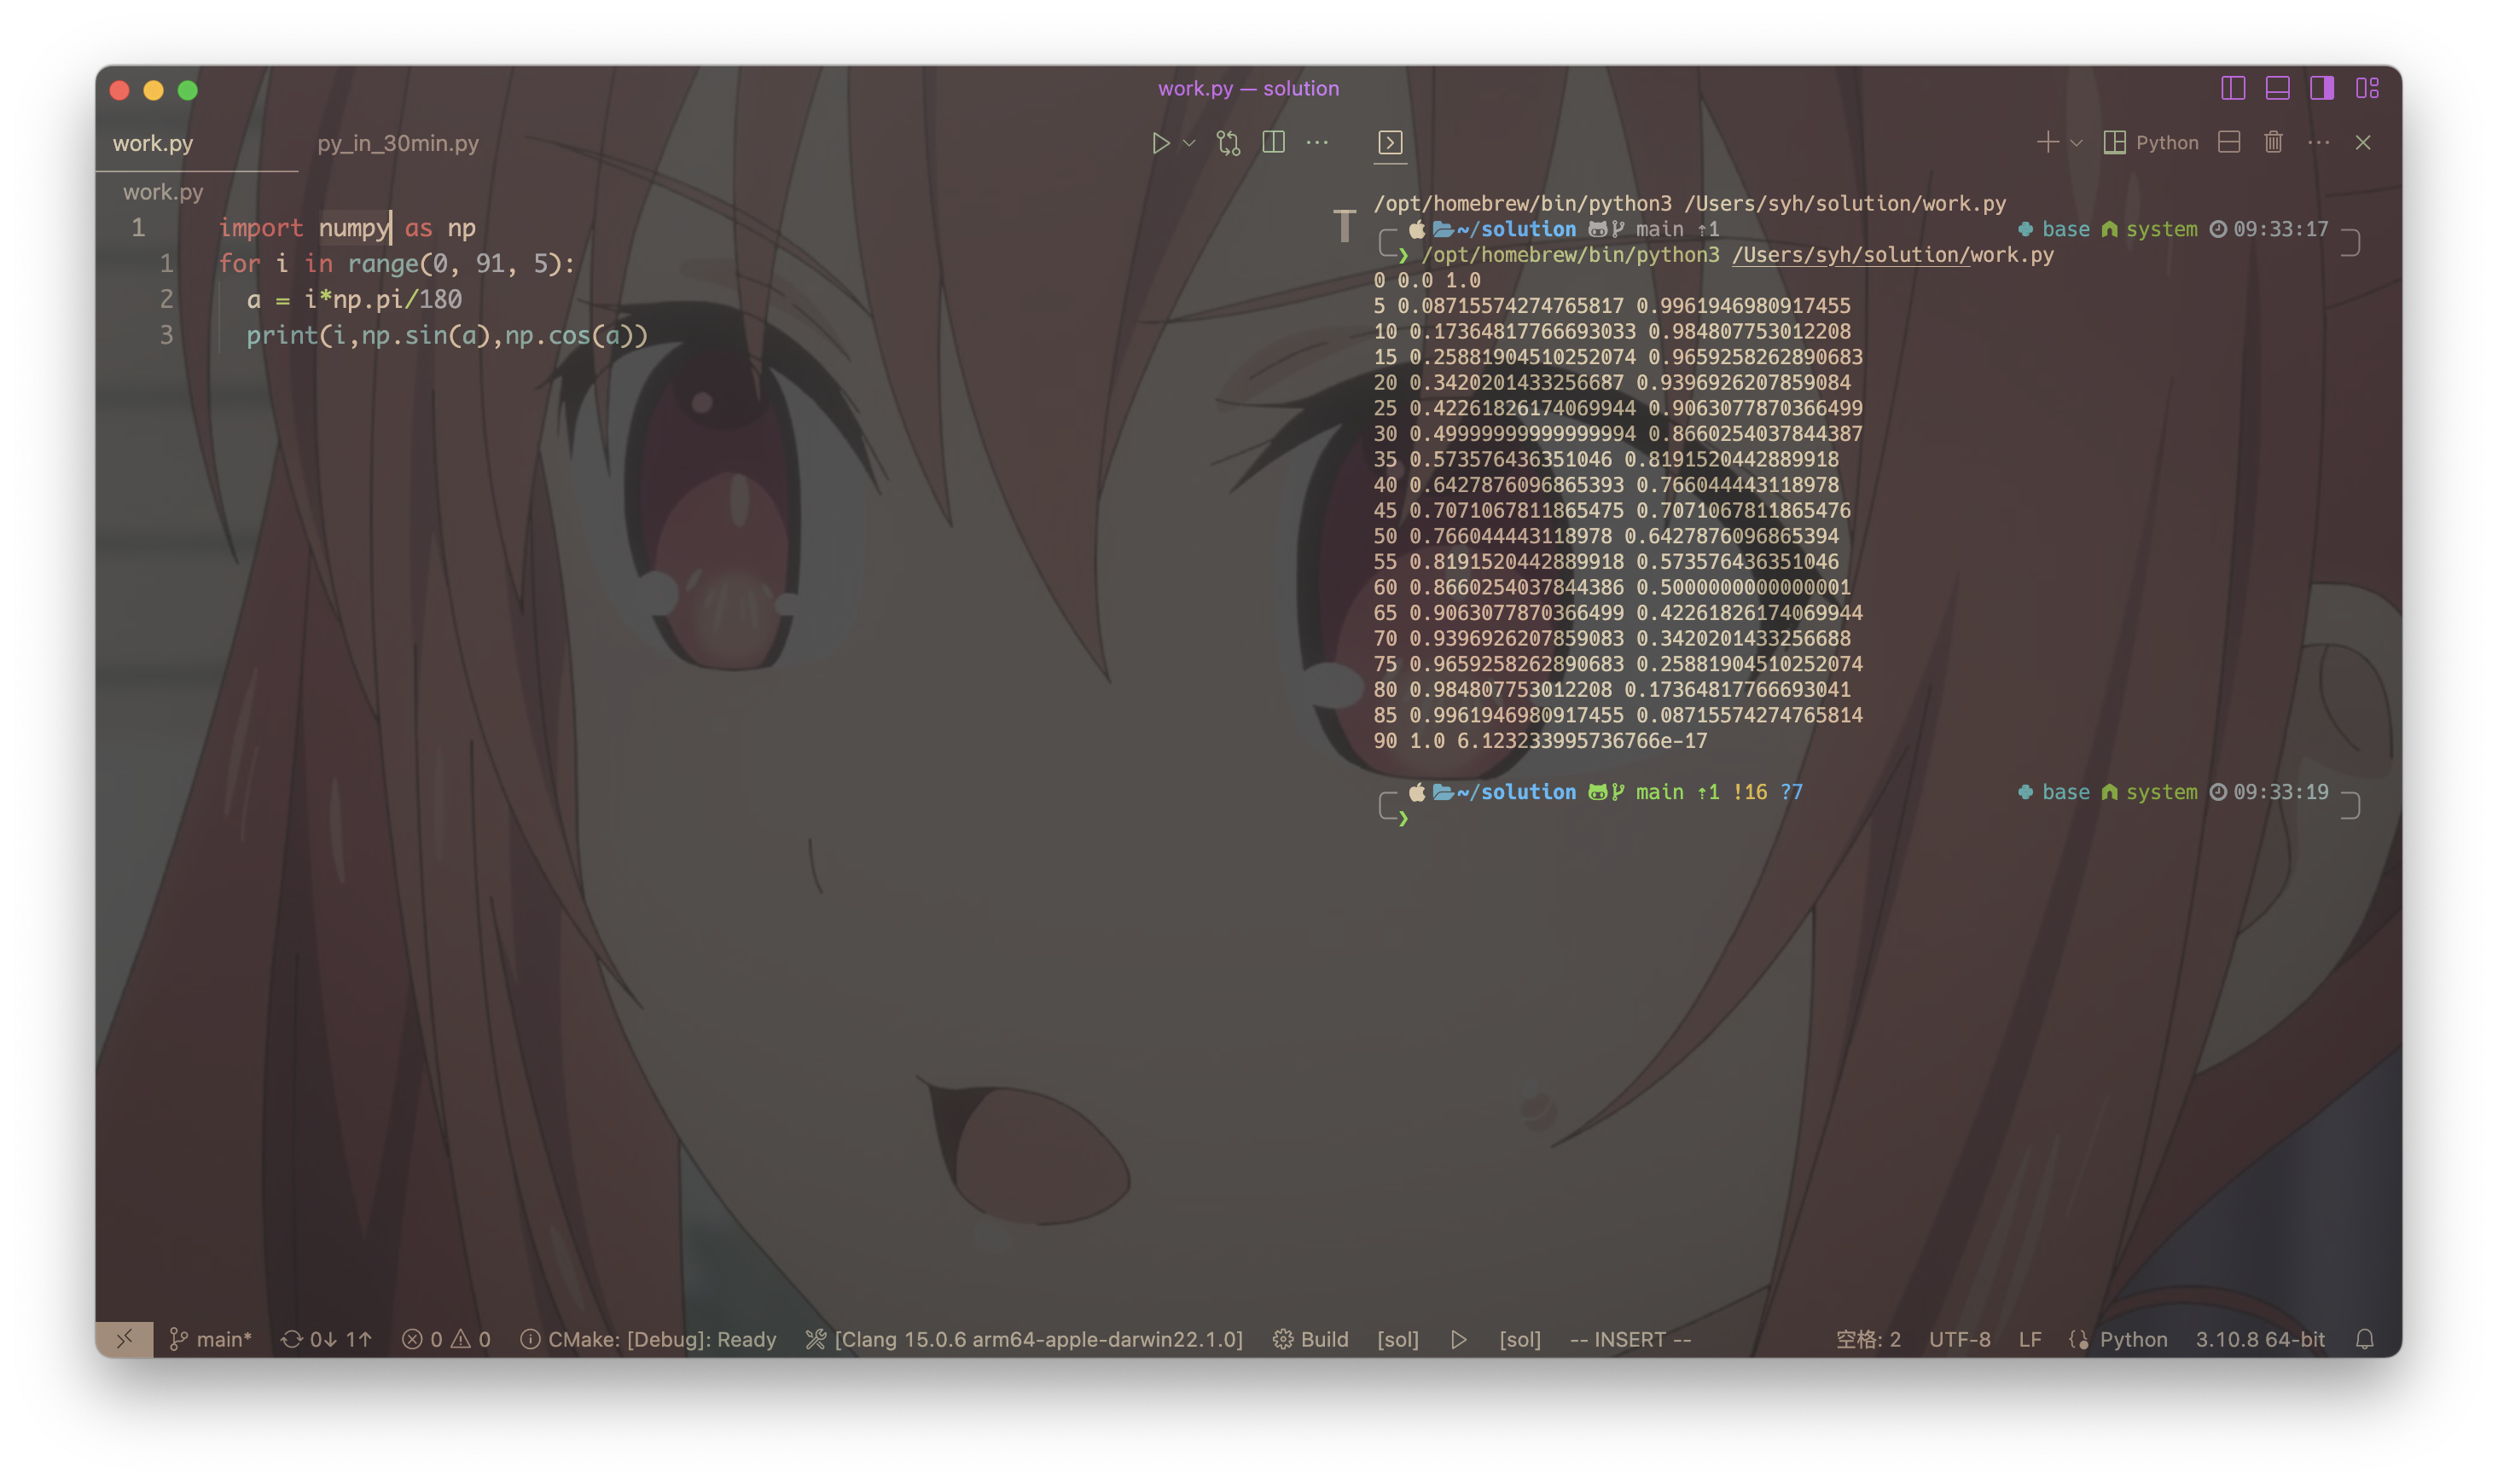 work.py — solution
work.py
py_in_30min.py
Python
work.py
1 import numpy as np
1 for i in range(0, 91, 5):
2 a = i*np.pi/180
3 print(i,np.sin(a),np.cos(a))
/opt/homebrew/bin/python3 /Users/syh/solution/work.py
~/solution main ⇡1 base system 09:33:17
❯ /opt/homebrew/bin/python3 /Users/syh/solution/work.py
0 0.0 1.0
5 0.08715574274765817 0.9961946980917455
10 0.17364817766693033 0.984807753012208
15 0.25881904510252074 0.9659258262890683
20 0.3420201433256687 0.9396926207859084
25 0.42261826174069944 0.9063077870366499
30 0.49999999999999994 0.8660254037844387
35 0.573576436351046 0.8191520442889918
40 0.6427876096865393 0.766044443118978
45 0.7071067811865475 0.7071067811865476
50 0.766044443118978 0.6427876096865394
55 0.8191520442889918 0.573576436351046
60 0.8660254037844386 0.5000000000000001
65 0.9063077870366499 0.42261826174069944
70 0.9396926207859083 0.3420201433256688
75 0.9659258262890683 0.25881904510252074
80 0.984807753012208 0.17364817766693041
85 0.9961946980917455 0.08715574274765814
90 1.0 6.123233995736766e-17
~/solution main ⇡1 !16 ?7 base system 09:33:19
❯
main* 0↓ 1↑ 0 0 CMake: [Debug]: Ready [Clang 15.0.6 arm64-apple-darwin22.1.0] Build [sol] [sol] -- INSERT -- 空格: 2 UTF-8 LF Python 3.10.8 64-bit